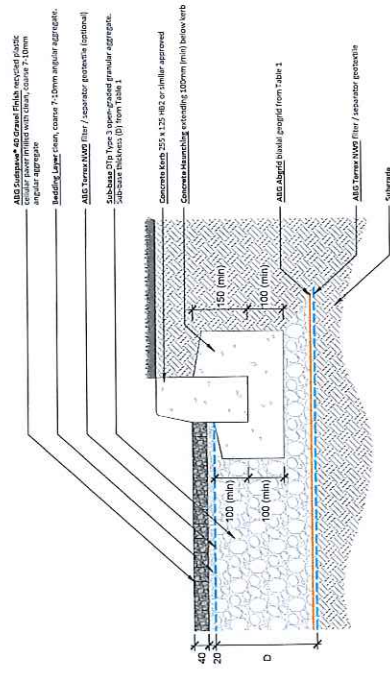 ABG Sudspave® 40 Gravel Finish recycled plastic
cellular paver infilled with clean, coarse 7-10mm
angular aggregate
Bedding Layer clean, coarse 7-10mm angular aggregate.
ABG Terrex NW9 filter / separator geotextile (optional)
Sub-base DTp Type 3 open-graded granular aggregate.
Sub-base thickness (D) from Table 1
Concrete Kerb 255 x 125 HB2 or similar approved
Concrete Haunching extending 100mm (min) below kerb
ABG Abgrid biaxial geogrid from Table 1
ABG Terrex NW9 filter / separator geotextile
Subgrade
40
20
D
100 (min)
100 (min)
150 (min)
100 (min)